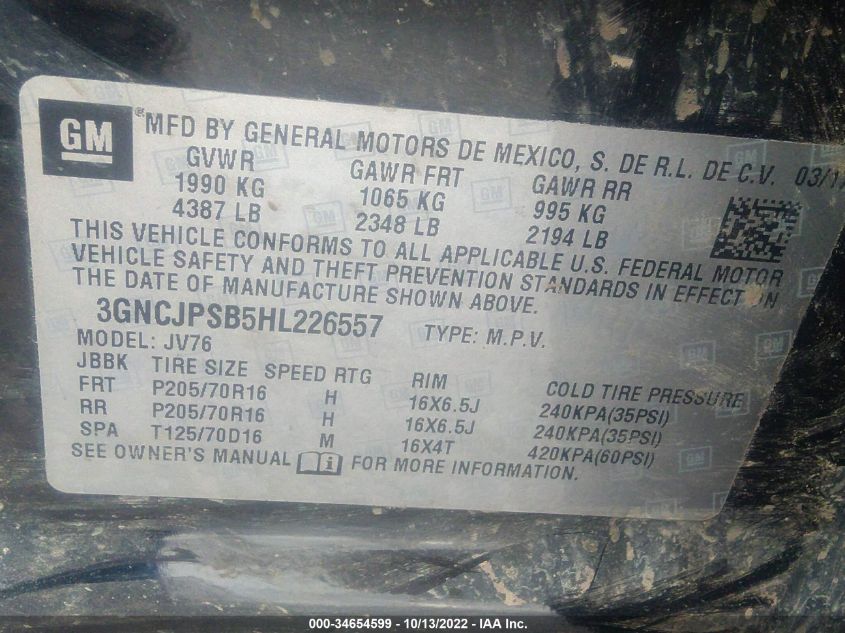 GM ® MFD BY GENERAL MOTORS DE MEXICO, S. DE R.L. DE C.V. 03/17
GVWR GAWR FRT GAWR RR
1990 KG 1065 KG 995 KG
4387 LB 2348 LB 2194 LB
THIS VEHICLE CONFORMS TO ALL APPLICABLE U.S. FEDERAL MOTOR
VEHICLE SAFETY AND THEFT PREVENTION STANDARDS IN EFFECT ON
THE DATE OF MANUFACTURE SHOWN ABOVE.
3GNCJPSB5HL226557 TYPE: M.P.V.
MODEL: JV76
JBBK TIRE SIZE SPEED RTG RIM COLD TIRE PRESSURE
FRT P205/70R16 H 16X6.5J 240KPA(35PSI)
RR P205/70R16 H 16X6.5J 240KPA(35PSI)
SPA T125/70D16 M 16X4T 420KPA(60PSI)
SEE OWNER'S MANUAL FOR MORE INFORMATION.
000-34654599 - 10/13/2022 - IAA Inc.